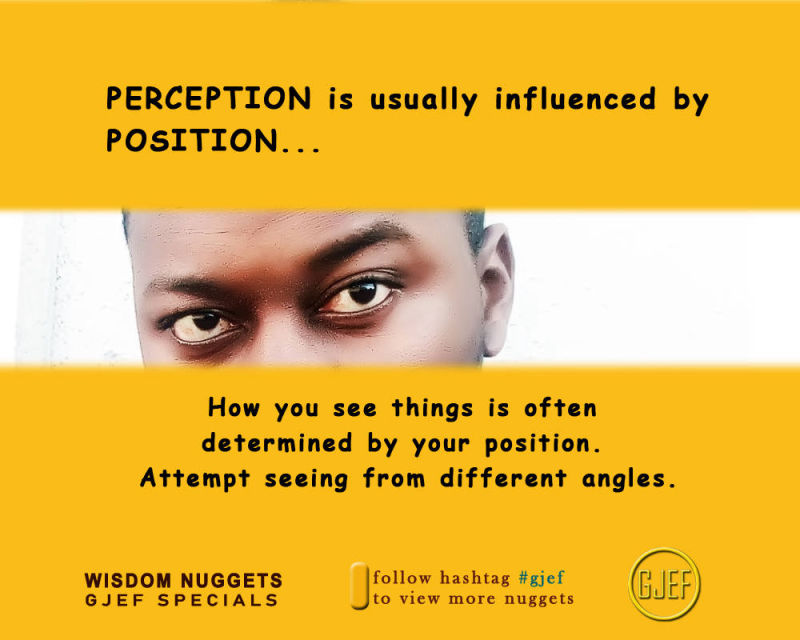 PERCEPTION is usually influenced by
POSITION...
How you see things is often
determined by your position.
Attempt seeing from different angles.
WISDOM NUGGETS
GJEF SPECIALS
follow hashtag #gjef
to view more nuggets
GJEF